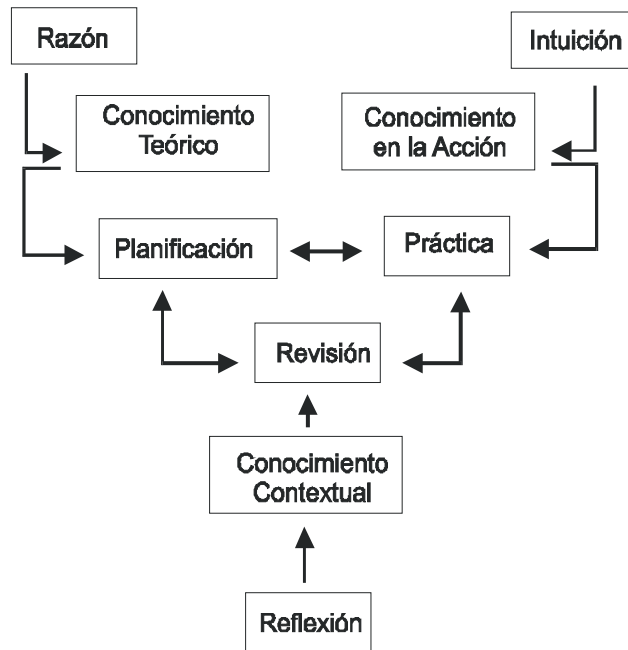 Razón
Intuición
Conocimiento
Teórico
Conocimiento
en la Acción
Planificación
Práctica
Revisión
Conocimiento
Contextual
Reflexión